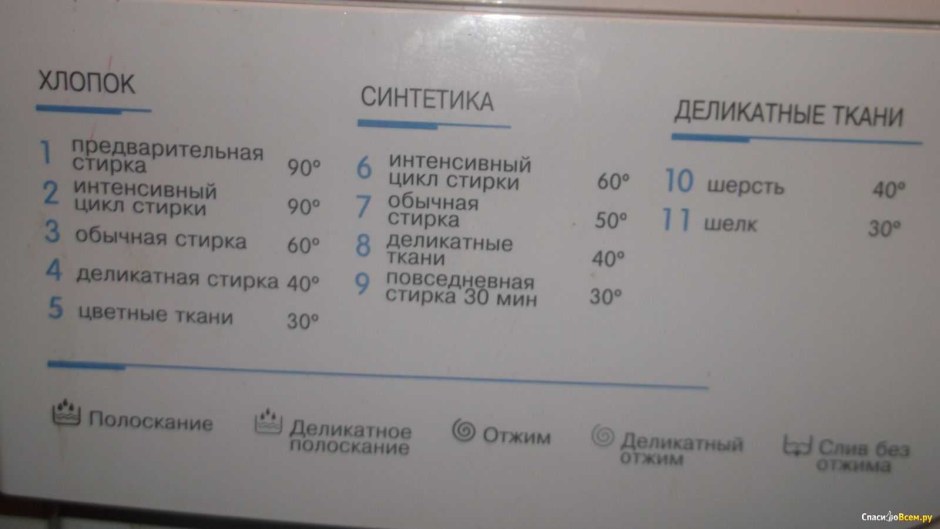 ХЛОПОК
1 предварительная
стирка 90°
2 интенсивный
цикл стирки 90°
3 обычная стирка 60°
4 деликатная стирка 40°
5 цветные ткани 30°
СИНТЕТИКА
6 интенсивный
цикл стирки 60°
7 обычная
стирка 50°
8 деликатные
ткани 40°
9 повседневная
стирка 30 мин 30°
ДЕЛИКАТНЫЕ ТКАНИ
10 шерсть 40°
11 шелк 30°
Полоскание
Деликатное
полоскание
Отжим
Деликатный
отжим
Слив без
отжима
СпасибоВсем.ру